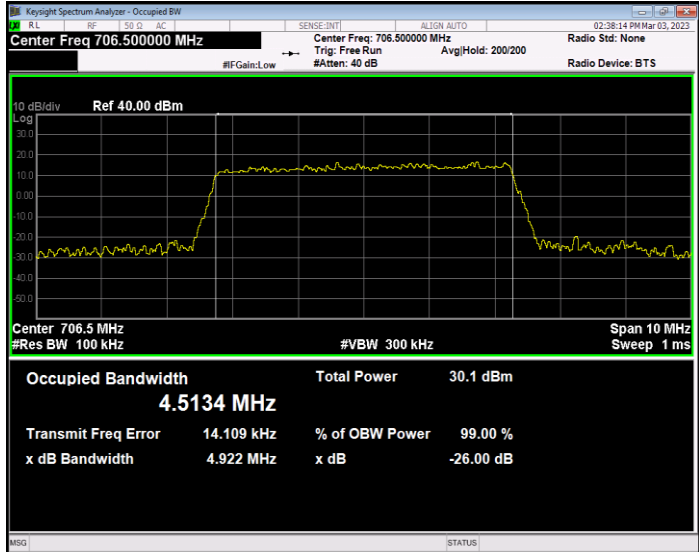 Keysight Spectrum Analyzer - Occupied BW
RL RF 50 Ω AC SENSE:INT ALIGN AUTO 02:38:14 PM Mar 03, 2023
Center Freq 706.500000 MHz
Center Freq: 706.500000 MHz
Radio Std: None
Trig: Free Run Avg|Hold: 200/200
#IFGain:Low #Atten: 40 dB Radio Device: BTS
10 dB/div Ref 40.00 dBm
Log
30.0
20.0
10.0
0.00
-10.0
-20.0
-30.0
-40.0
-50.0
Center 706.5 MHz Span 10 MHz
#Res BW 100 kHz #VBW 300 kHz Sweep 1 ms
Occupied Bandwidth Total Power 30.1 dBm
4.5134 MHz
Transmit Freq Error 14.109 kHz % of OBW Power 99.00 %
x dB Bandwidth 4.922 MHz x dB -26.00 dB
MSG STATUS